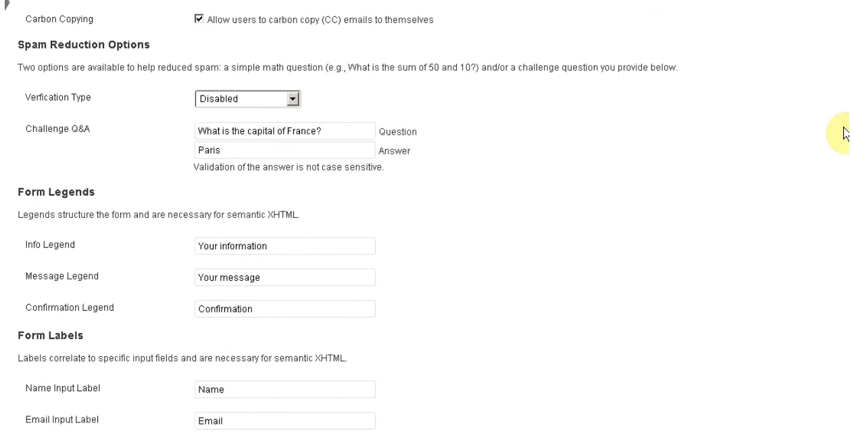 Carbon Copying Allow users to carbon copy (CC) emails to themselves
Spam Reduction Options
Two options are available to help reduced spam: a simple math question (e.g., What is the sum of 50 and 10?) and/or a challenge question you provide below.
Verfication Type Disabled
Challenge Q&A What is the capital of France? Question
Paris Answer
Validation of the answer is not case sensitive.
Form Legends
Legends structure the form and are necessary for semantic XHTML.
Info Legend Your information
Message Legend Your message
Confirmation Legend Confirmation
Form Labels
Labels correlate to specific input fields and are necessary for semantic XHTML.
Name Input Label Name
Email Input Label Email